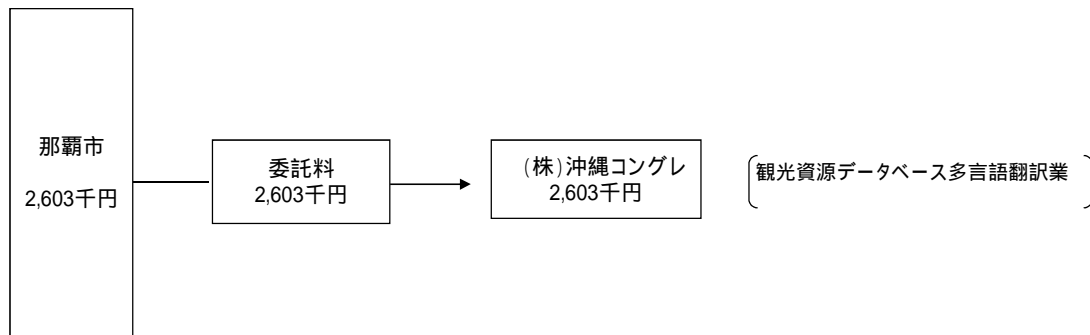 那覇市
2,603千円
委託料
2,603千円
(株)沖縄コングレ
2,603千円
観光資源データベース多言語翻訳業